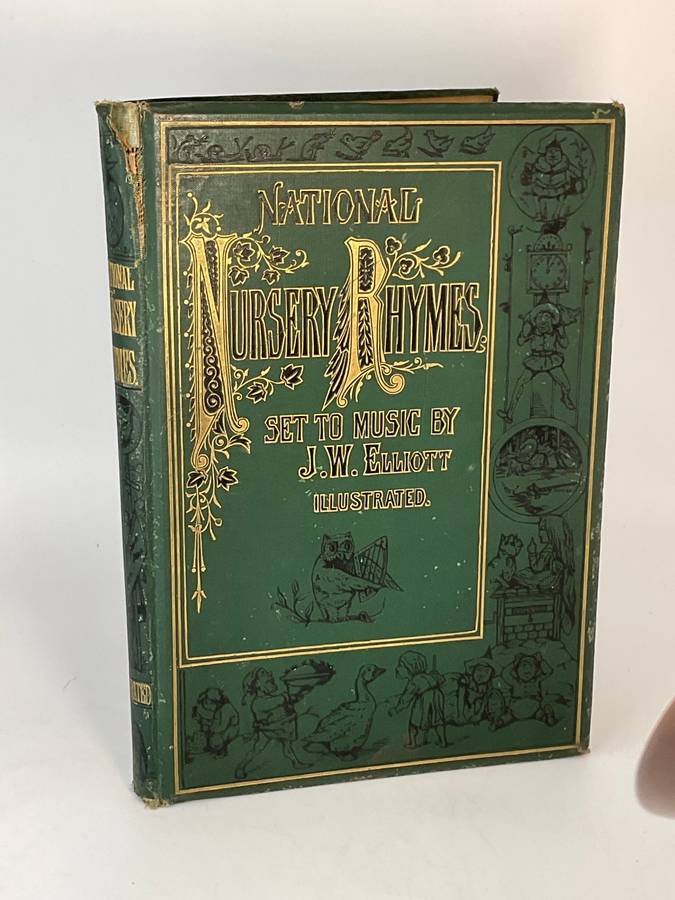 NATIONAL
NURSERY RHYMES.
SET TO MUSIC BY
J.W. ELLIOTT
ILLUSTRATED.